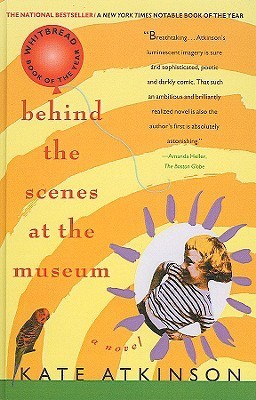 THE NATIONAL BESTSELLER/A NEW YORK TIMES NOTABLE BOOK OF THE YEAR
WHITBREAD
BOOK OF THE YEAR
"Breathtaking. . . Atkinson's
luminescent imagery is sure
and sophisticated, poetic
and darkly comic. That such
an ambitious and brilliantly
realized novel is also the
author's first is absolutely
astonishing."
—Amanda Heller,
The Boston Globe
behind
the
scenes
at the
museum
a novel
KATE ATKINSON